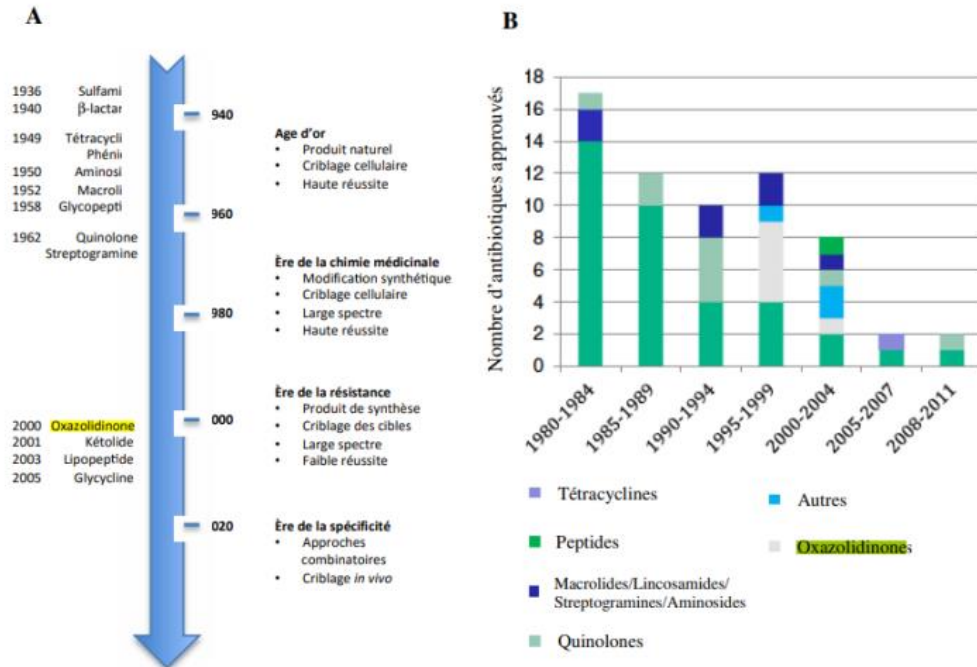 A
1936 Sulfami
1940 β-lactar
1949 Tétracycli
Phéni
1950 Aminosi
1952 Macroli
1958 Glycopepti
1962 Quinolone
Streptogramine
2000 Oxazolidinone
2001 Kétolide
2003 Lipopeptide
2005 Glycycline
940
960
980
000
020
Age d'or
• Produit naturel
• Criblage cellulaire
• Haute réussite
Ère de la chimie médicinale
• Modification synthétique
• Criblage cellulaire
• Large spectre
• Haute réussite
Ère de la résistance
• Produit de synthèse
• Criblage des cibles
• Large spectre
• Faible réussite
Ère de la spécificité
• Approches
combinatoires
• Criblage in vivo
B
Nombre d'antibiotiques approuvés
18
16
14
12
10
8
6
4
2
0
1980-1984
1985-1989
1990-1994
1995-1999
2000-2004
2005-2007
2008-2011
Tétracyclines
Autres
Peptides
Oxazolidinones
Macrolides/Lincosamides/
Streptogramines/Aminosides
Quinolones